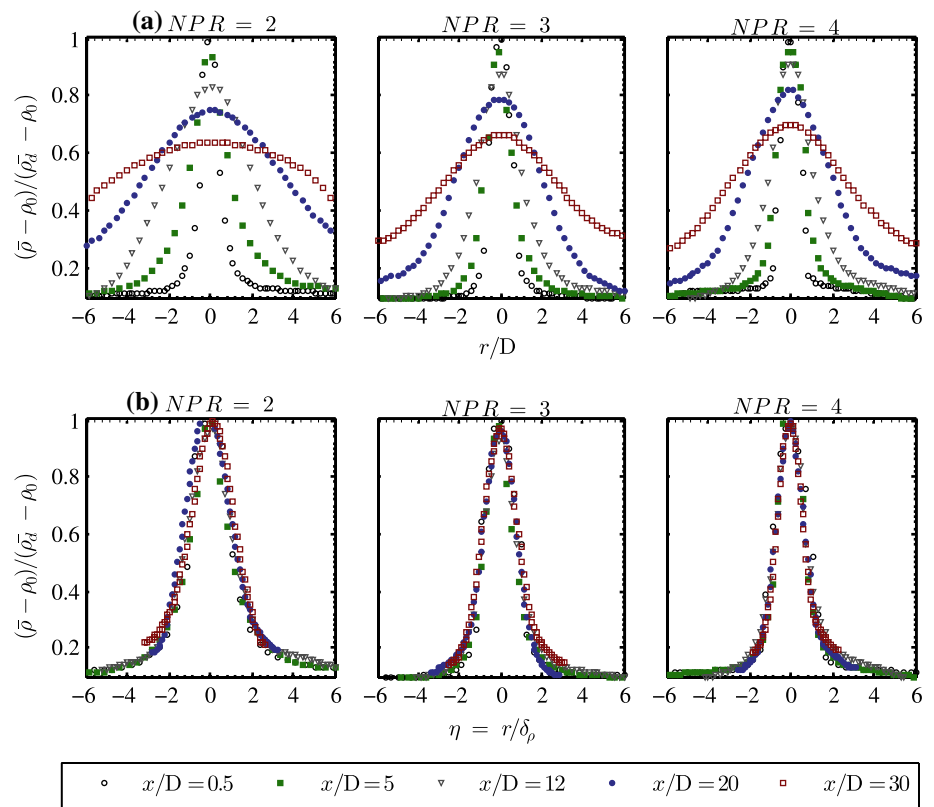 (a) NPR = 2 NPR = 3 NPR = 4
(ρ̄ − ρ₀)/(ρ̄_d − ρ₀)
1 0.8 0.6 0.4 0.2
−6 −4 −2 0 2 4 6 −6 −4 −2 0 2 4 6 −6 −4 −2 0 2 4 6
r/D
(b) NPR = 2 NPR = 3 NPR = 4
(ρ̄ − ρ₀)/(ρ̄_d − ρ₀)
1 0.8 0.6 0.4 0.2
−6 −4 −2 0 2 4 6 −6 −4 −2 0 2 4 6 −6 −4 −2 0 2 4 6
η = r/δ_ρ
x/D = 0.5 x/D = 5 x/D = 12 x/D = 20 x/D = 30